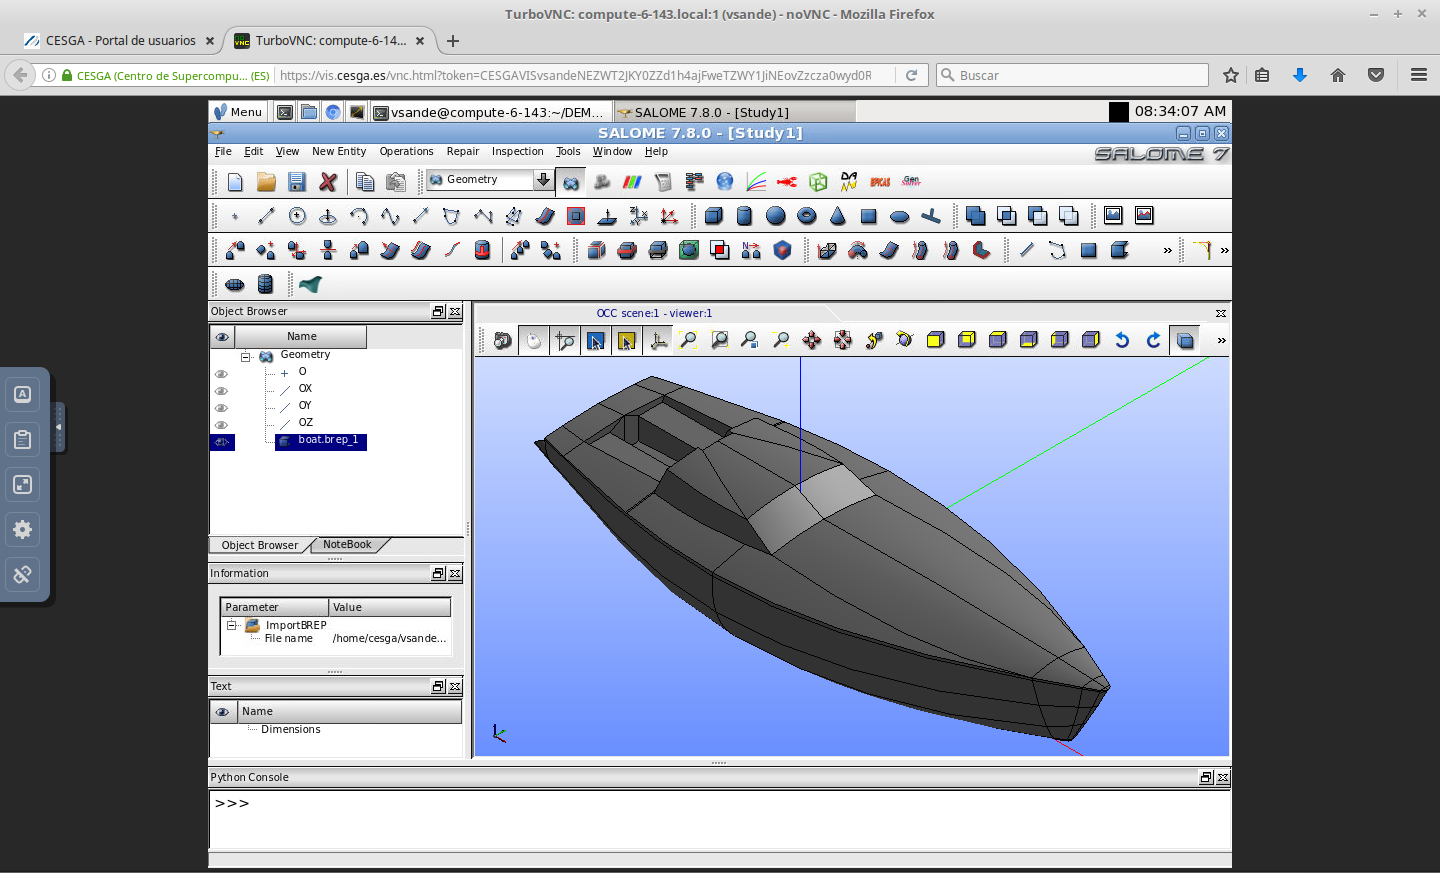 TurboVNC: compute-6-143.local:1 (vsande) - noVNC - Mozilla Firefox
CESGA - Portal de usuarios
TurboVNC: compute-6-14...
CESGA (Centro de Supercompu... (ES)
https://vis.cesga.es/vnc.html?token=CESGAVISvsandeNEZWT2JKY0ZZd1h4ajFweTZWY1JiNEovZzcza0wyd0R
Buscar
Menu
vsande@compute-6-143:~/DEM...
SALOME 7.8.0 - [Study1]
08:34:07 AM
SALOME 7.8.0 - [Study1]
File Edit View New Entity Operations Repair Inspection Tools Window Help
SALOME 7
Geometry
Object Browser
OCC scene:1 - viewer:1
Name
Geometry
O
OX
OY
OZ
boat.brep_1
Object Browser
NoteBook
Information
Parameter Value
ImportBREP
File name /home/cesga/vsande...
Text
Name
Dimensions
Python Console
>>>